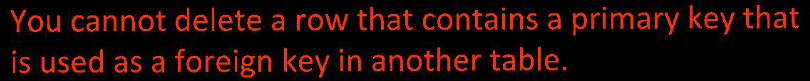 You cannot delete a row that contains a primary key that
is used as a foreign key in another table.